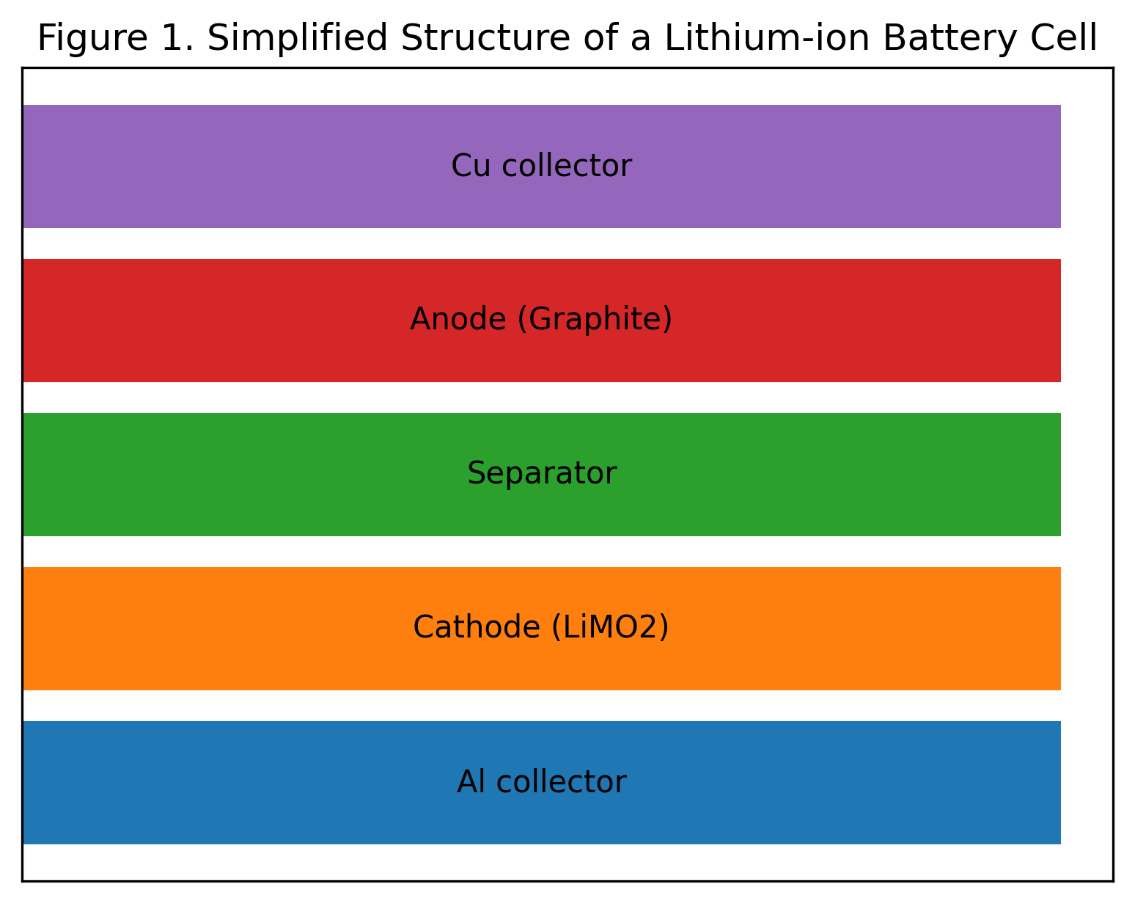 Figure 1. Simplified Structure of a Lithium-ion Battery Cell
Cu collector
Anode (Graphite)
Separator
Cathode (LiMO2)
Al collector